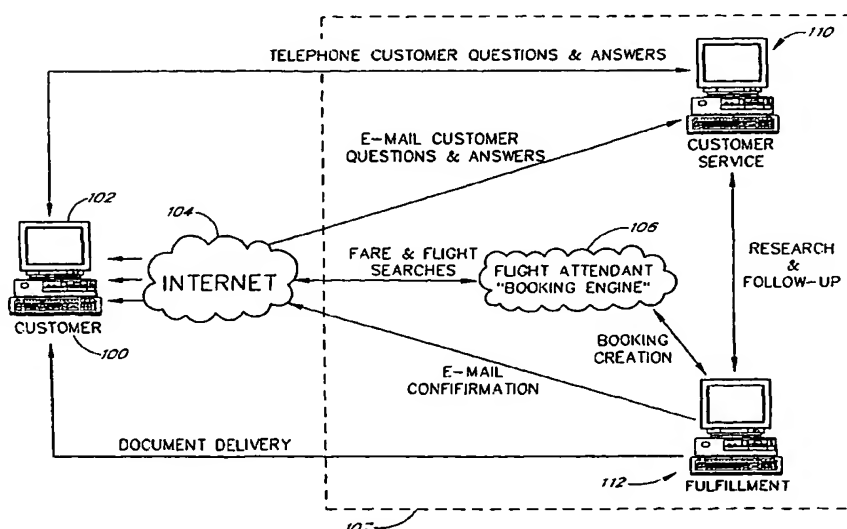 TELEPHONE CUSTOMER QUESTIONS & ANSWERS
110
E-MAIL CUSTOMER
QUESTIONS & ANSWERS
CUSTOMER
SERVICE
102
104
106
INTERNET
FARE & FLIGHT
SEARCHES
FLIGHT ATTENDANT
"BOOKING ENGINE"
RESEARCH
&
FOLLOW-UP
CUSTOMER
100
BOOKING
CREATION
E-MAIL
CONFIFIRMATION
DOCUMENT DELIVERY
112
FULFILLMENT